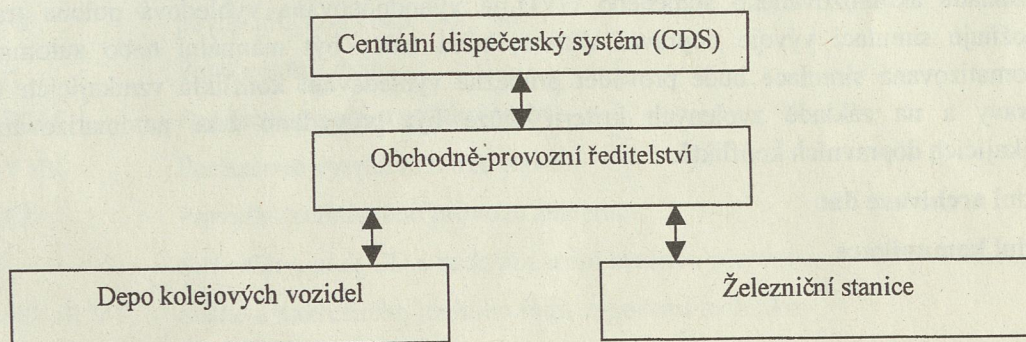 Centrální dispečerský systém (CDS)
Obchodně-provozní ředitelství
Depo kolejových vozidel
Železniční stanice